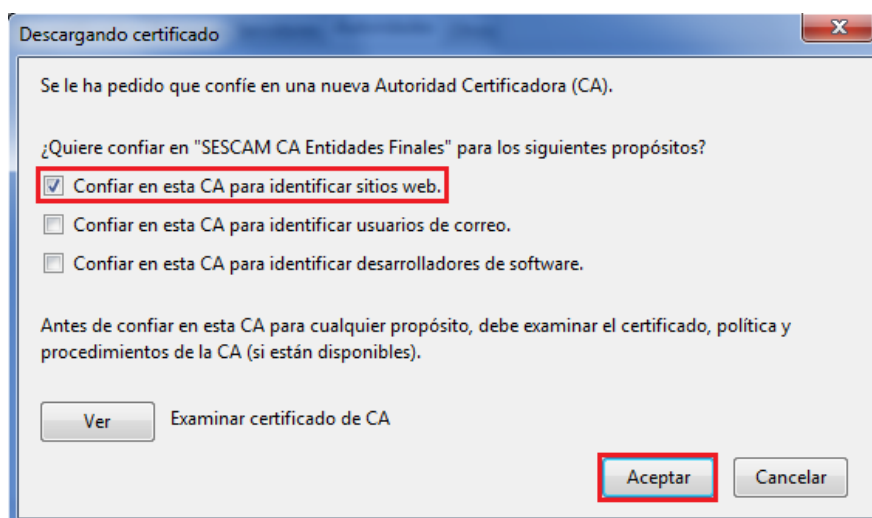 Descargando certificado
Se le ha pedido que confíe en una nueva Autoridad Certificadora (CA).
¿Quiere confiar en "SESCAM CA Entidades Finales" para los siguientes propósitos?
Confiar en esta CA para identificar sitios web.
Confiar en esta CA para identificar usuarios de correo.
Confiar en esta CA para identificar desarrolladores de software.
Antes de confiar en esta CA para cualquier propósito, debe examinar el certificado, política y
procedimientos de la CA (si están disponibles).
Ver Examinar certificado de CA
Aceptar Cancelar